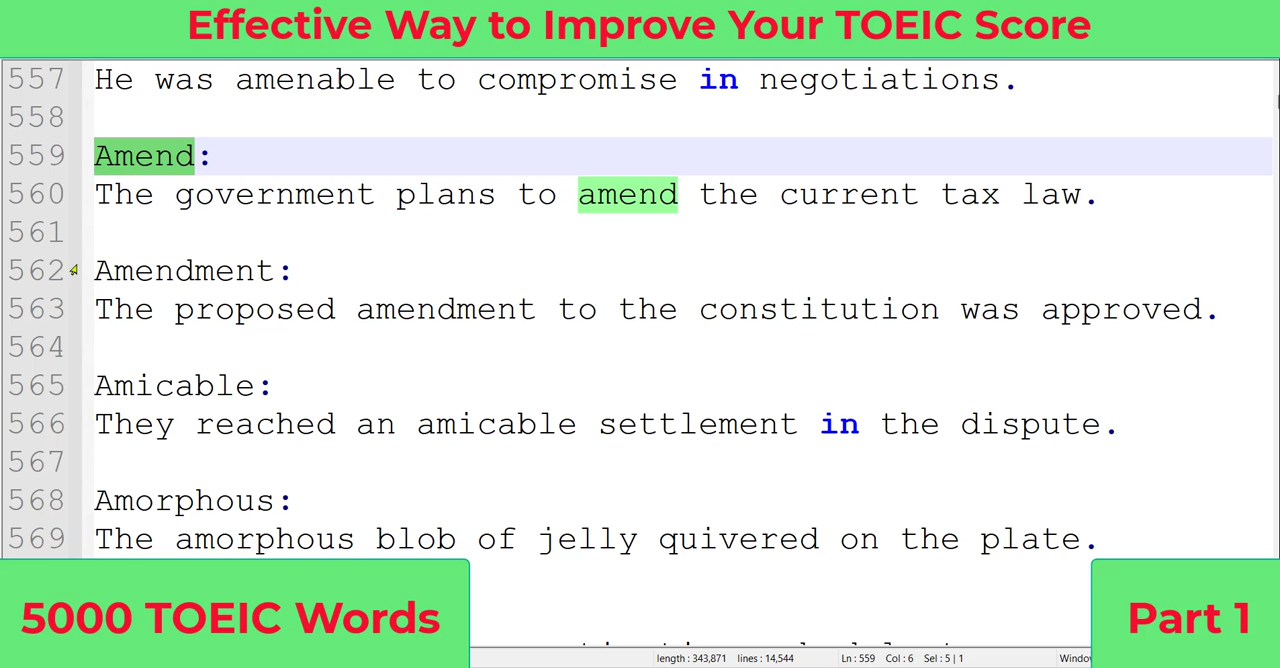 Effective Way to Improve Your TOEIC Score
557 He was amenable to compromise in negotiations.
558
559 Amend:
560 The government plans to amend the current tax law.
561
562 Amendment:
563 The proposed amendment to the constitution was approved.
564
565 Amicable:
566 They reached an amicable settlement in the dispute.
567
568 Amorphous:
569 The amorphous blob of jelly quivered on the plate.
5000 TOEIC Words
Part 1
length : 343,871 lines : 14,544 Ln : 559 Col : 6 Sel : 5 | 1